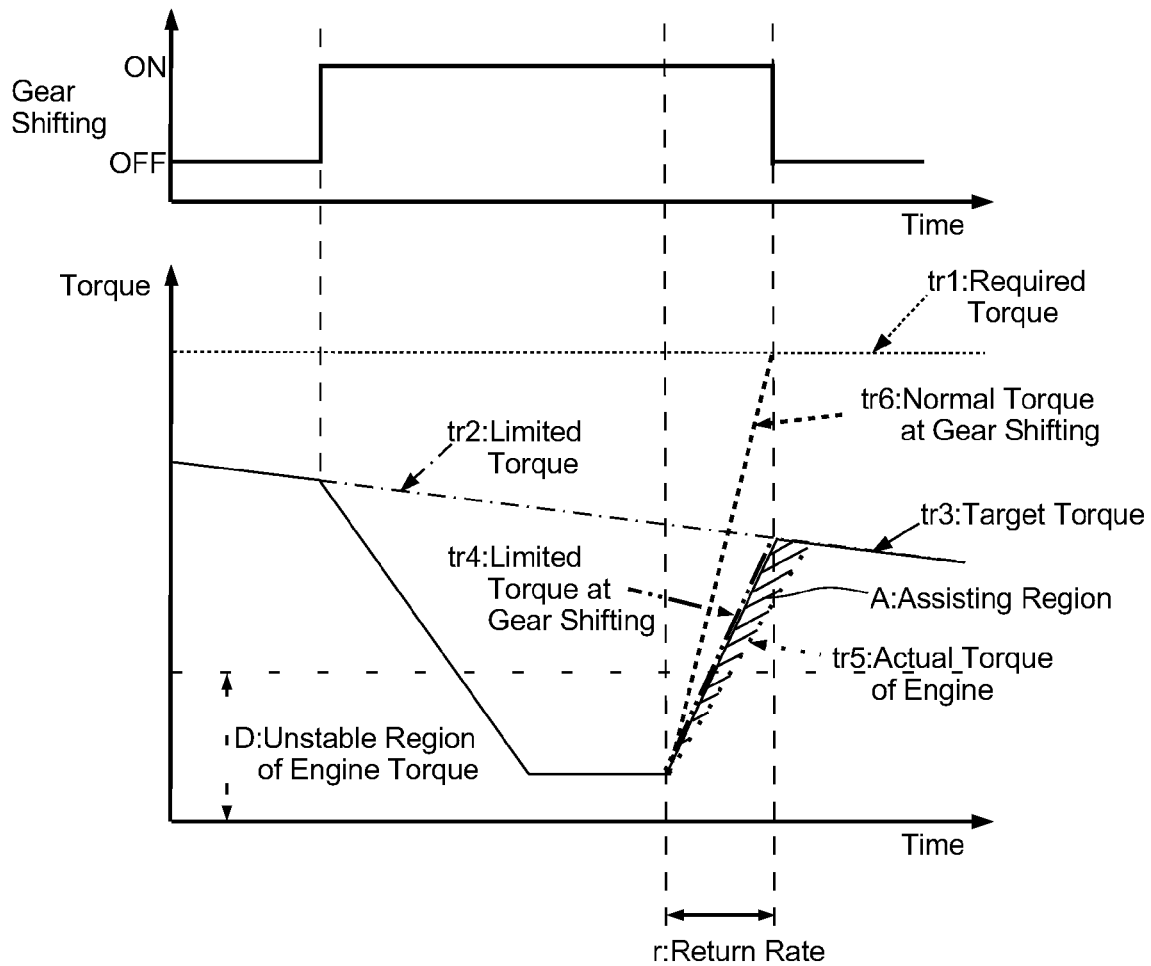 ON
Gear
Shifting
OFF
Time
Torque
tr1:Required
Torque
tr6:Normal Torque
at Gear Shifting
tr2:Limited
Torque
tr3:Target Torque
tr4:Limited
Torque at
Gear Shifting
A:Assisting Region
tr5:Actual Torque
of Engine
D:Unstable Region
of Engine Torque
Time
r:Return Rate